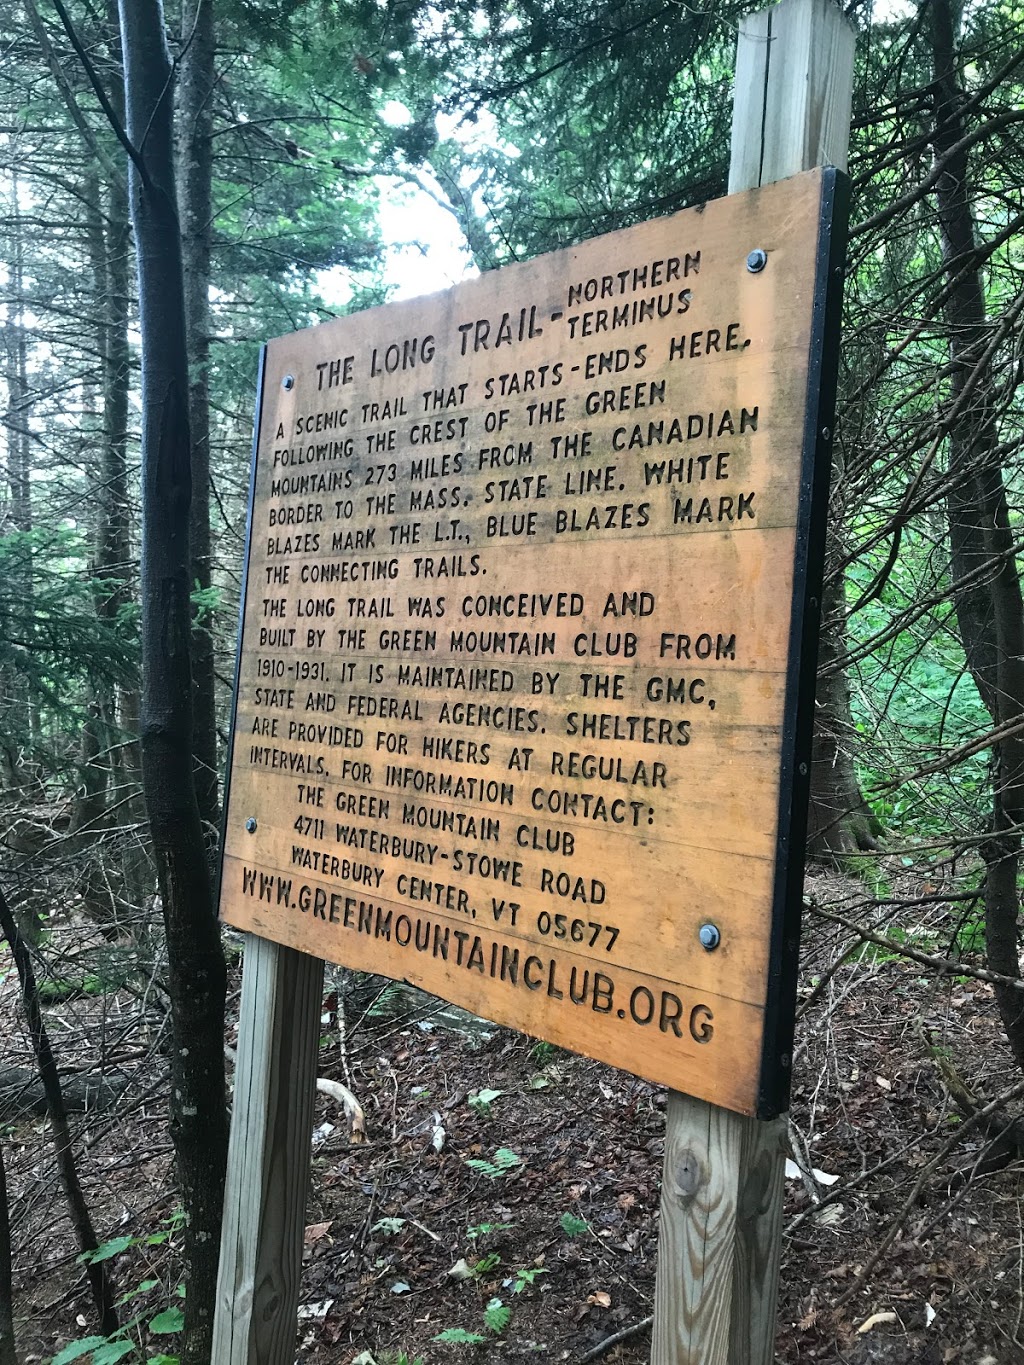 THE LONG TRAIL - NORTHERN
TERMINUS
A SCENIC TRAIL THAT STARTS-ENDS HERE.
FOLLOWING THE CREST OF THE GREEN
MOUNTAINS 273 MILES FROM THE CANADIAN
BORDER TO THE MASS. STATE LINE. WHITE
BLAZES MARK THE L.T., BLUE BLAZES MARK
THE CONNECTING TRAILS.
THE LONG TRAIL WAS CONCEIVED AND
BUILT BY THE GREEN MOUNTAIN CLUB FROM
1910-1931. IT IS MAINTAINED BY THE GMC,
STATE AND FEDERAL AGENCIES. SHELTERS
ARE PROVIDED FOR HIKERS AT REGULAR
INTERVALS. FOR INFORMATION CONTACT:
THE GREEN MOUNTAIN CLUB
4711 WATERBURY-STOWE ROAD
WATERBURY CENTER, VT 05677
WWW.GREENMOUNTAINCLUB.ORG